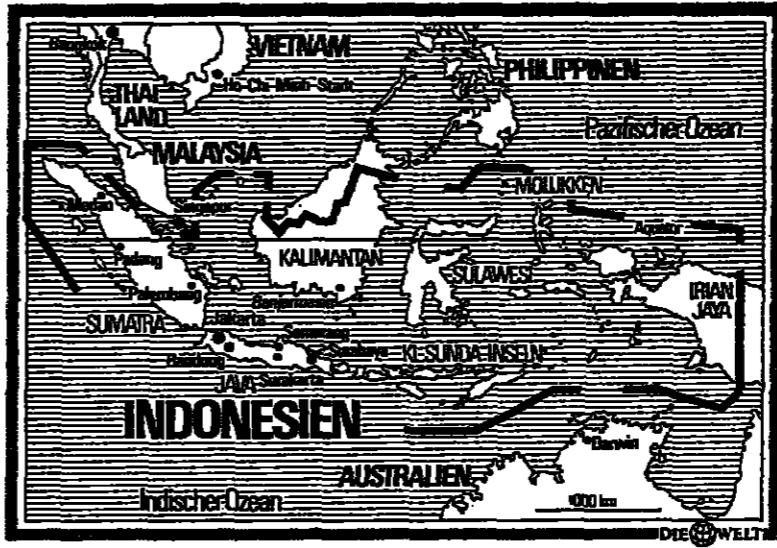 Bangkok
VIETNAM
Ho-Chi-Minh-Stadt
PHILIPPINEN
THAI
LAND
Pazifischer Ozean
MALAYSIA
MOLUKKEN
Medan
Singapur
Äquator
KALIMANTAN
Padang
SULAWESI
IRIAN
JAYA
Palembang
Banjarmasin
SUMATRA
Jakarta
Semarang
Surabaya
KL-SUNDA-INSELN
Bandung
JAVA
Surakarta
INDONESIEN
Darwin
AUSTRALIEN
Indischer Ozean
1000 km
DIE WELT